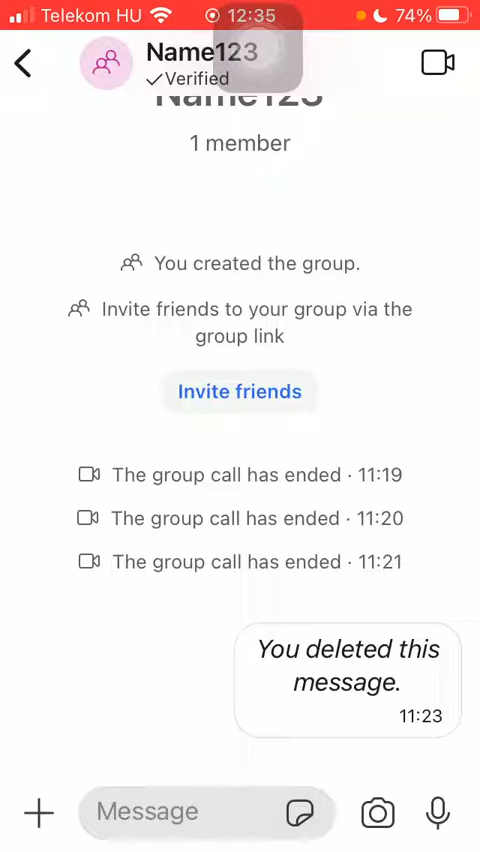 Telekom HU 12:35 74%
Name123
Verified
Name123
1 member
You created the group.
Invite friends to your group via the
group link
Invite friends
The group call has ended · 11:19
The group call has ended · 11:20
The group call has ended · 11:21
You deleted this
message.
11:23
Message